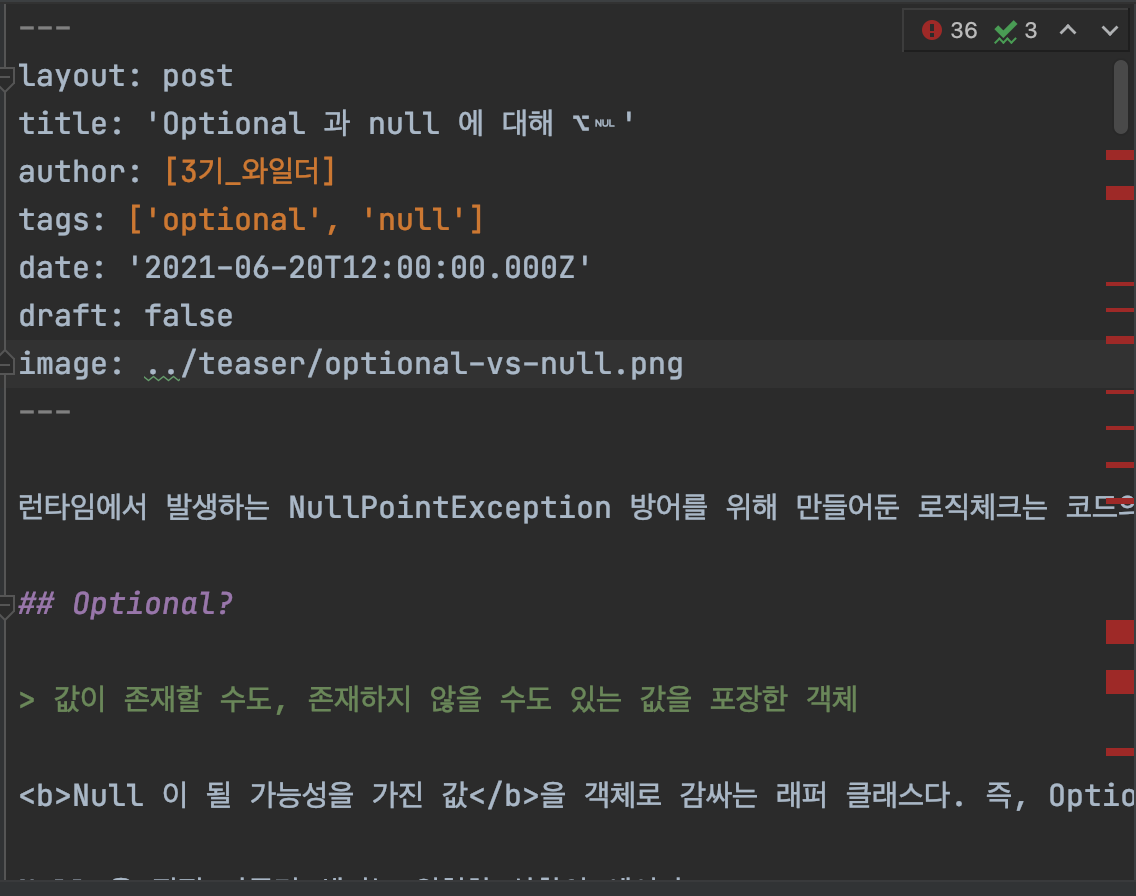 36 3
---
layout: post
title: 'Optional 과 null 에 대해 ⌥NUL'
author: [3기_와일더]
tags: ['optional', 'null']
date: '2021-06-20T12:00:00.000Z'
draft: false
image: ../teaser/optional-vs-null.png
---
런타임에서 발생하는 NullPointException 방어를 위해 만들어둔 로직체크는 코드의
## Optional?
> 값이 존재할 수도, 존재하지 않을 수도 있는 값을 포장한 객체
<b>Null 이 될 가능성을 가진 값</b>을 객체로 감싸는 래퍼 클래스다. 즉, Optio